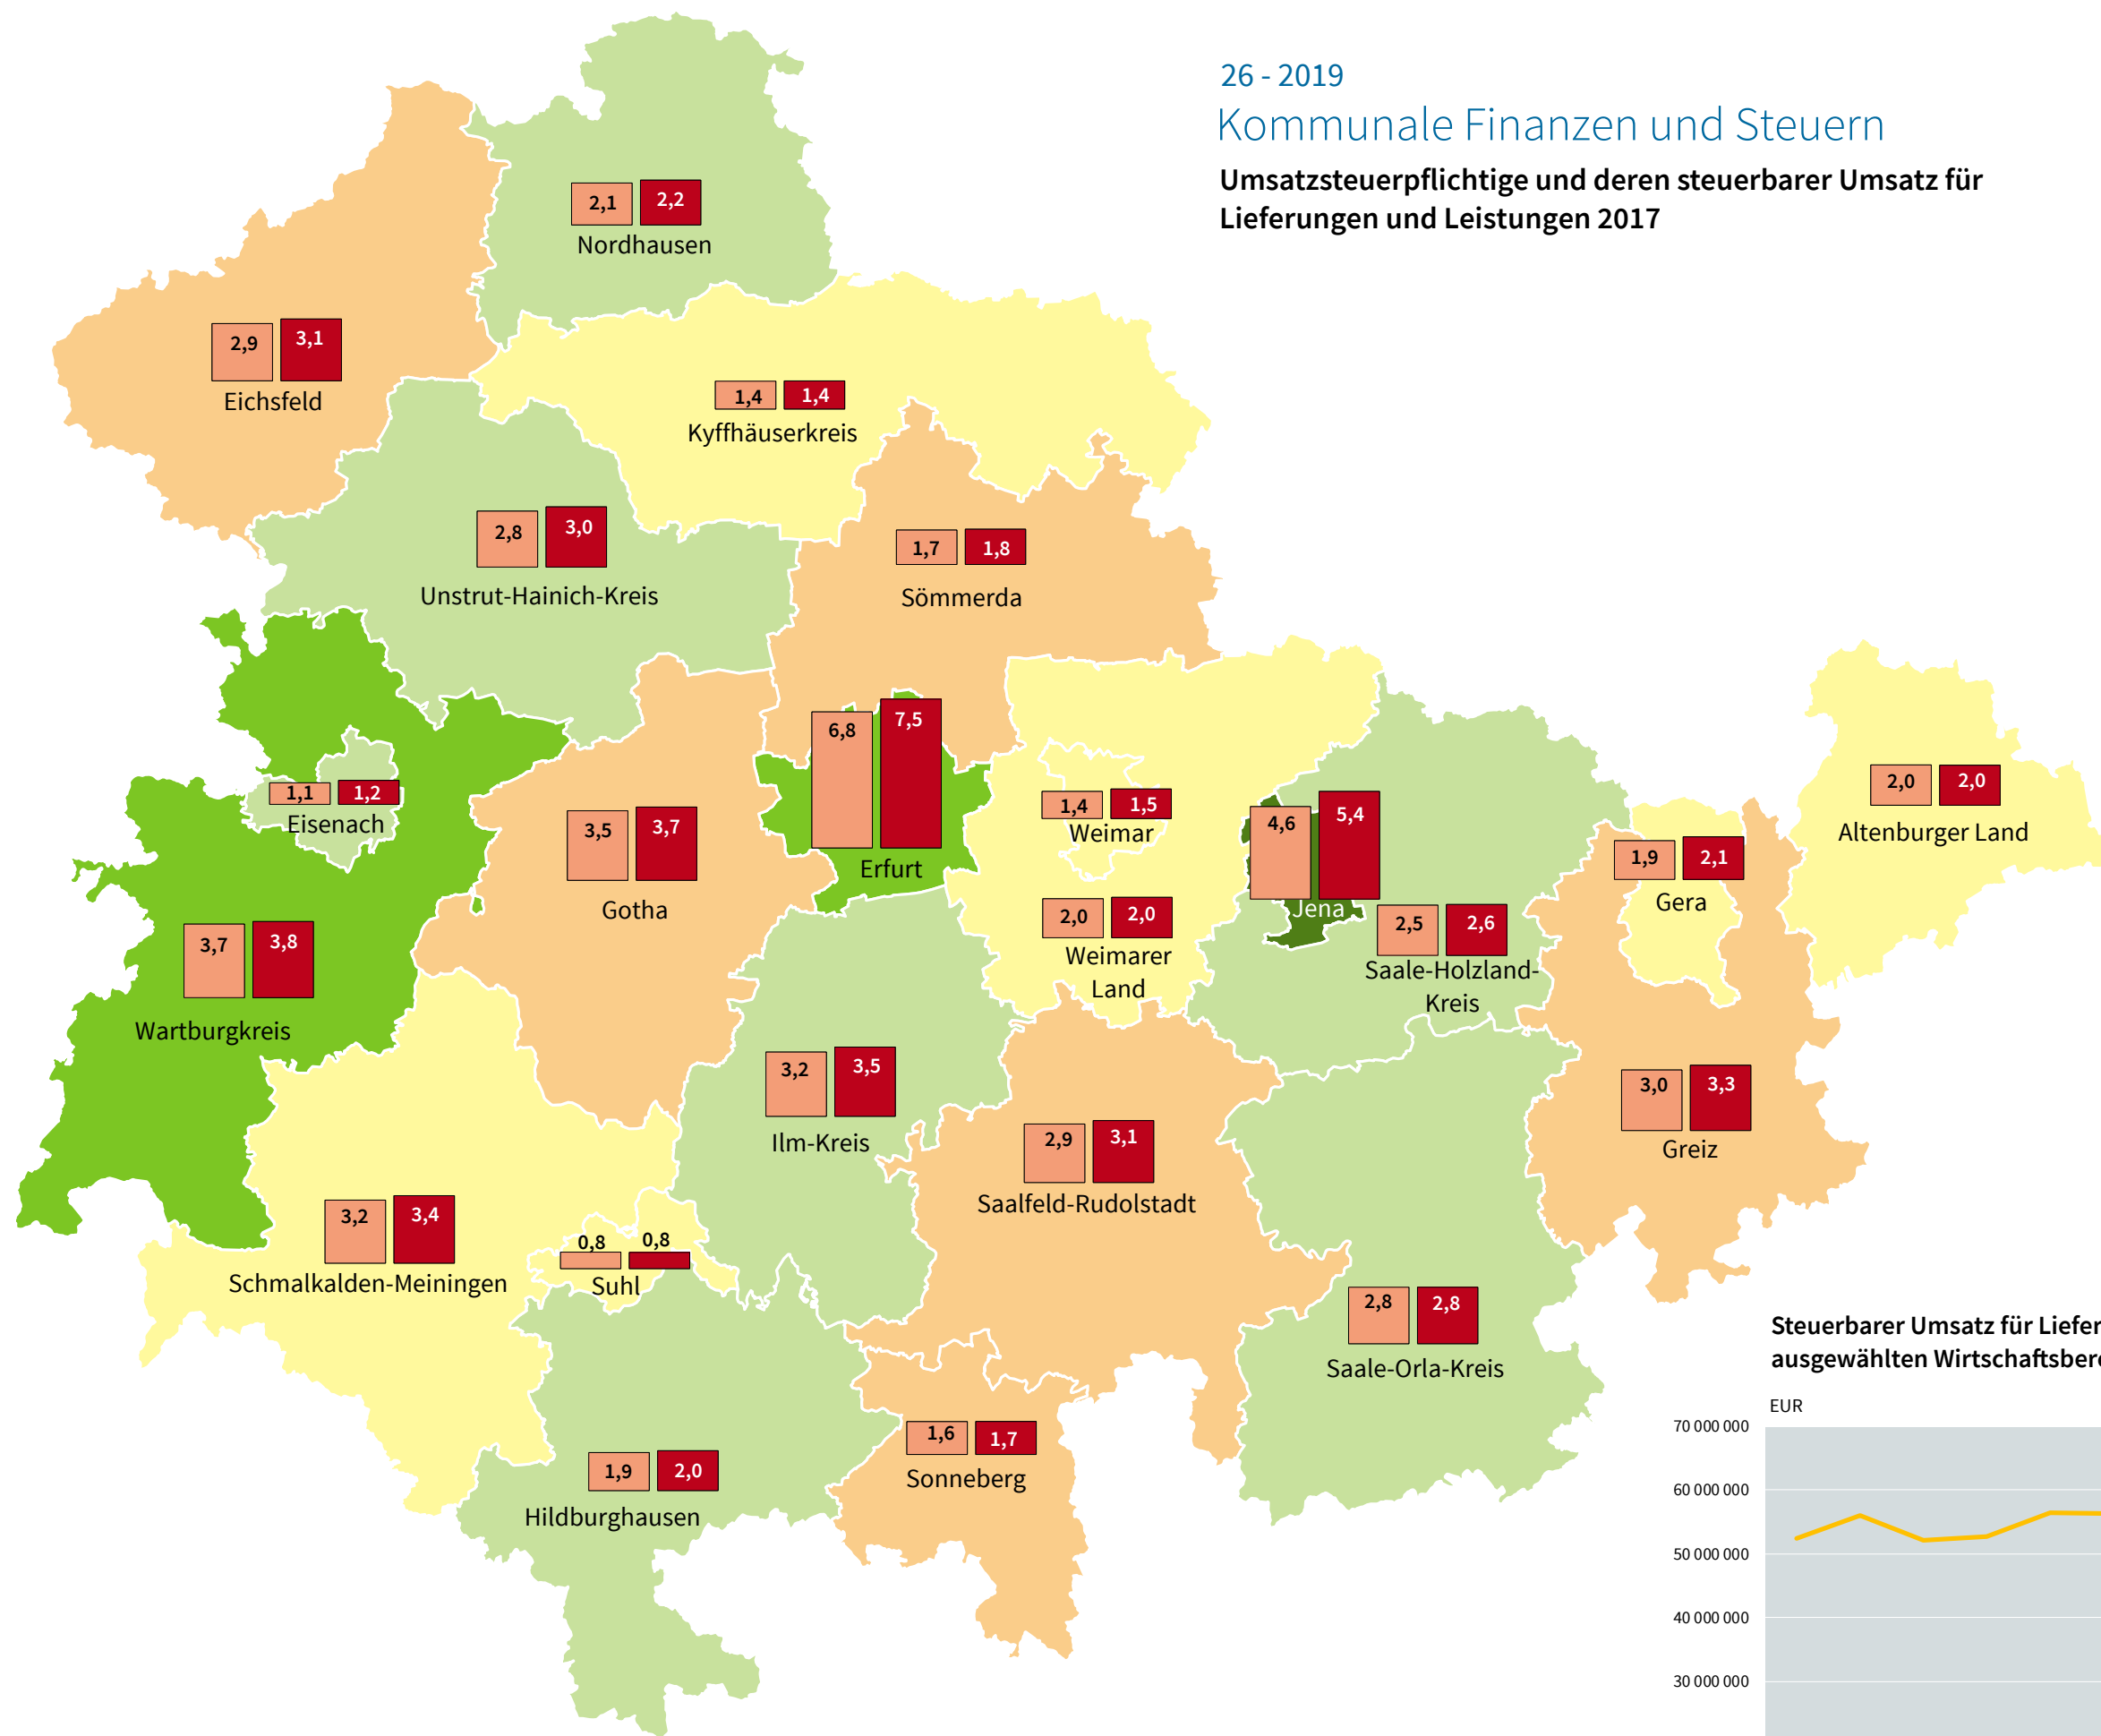 26 - 2019
Kommunale Finanzen und Steuern
Umsatzsteuerpflichtige und deren steuerbarer Umsatz für
Lieferungen und Leistungen 2017
2,1 2,2
Nordhausen
2,9 3,1
Eichsfeld
1,4 1,4
Kyffhäuserkreis
2,8 3,0
Unstrut-Hainich-Kreis
1,7 1,8
Sömmerda
6,8 7,5
Erfurt
1,1 1,2
Eisenach
3,5 3,7
Gotha
1,4 1,5
Weimar
4,6 5,4
Jena
2,0 2,0
Altenburger Land
1,9 2,1
Gera
2,0 2,0
Weimarer
Land
2,5 2,6
Saale-Holzland-
Kreis
3,7 3,8
Wartburgkreis
3,2 3,5
Ilm-Kreis
3,0 3,3
Greiz
2,9 3,1
Saalfeld-Rudolstadt
3,2 3,4
Schmalkalden-Meiningen
0,8 0,8
Suhl
2,8 2,8
Saale-Orla-Kreis
1,6 1,7
Sonneberg
1,9 2,0
Hildburghausen
Steuerbarer Umsatz für Liefer
ausgewählten Wirtschaftsber
EUR
70 000 000
60 000 000
50 000 000
40 000 000
30 000 000